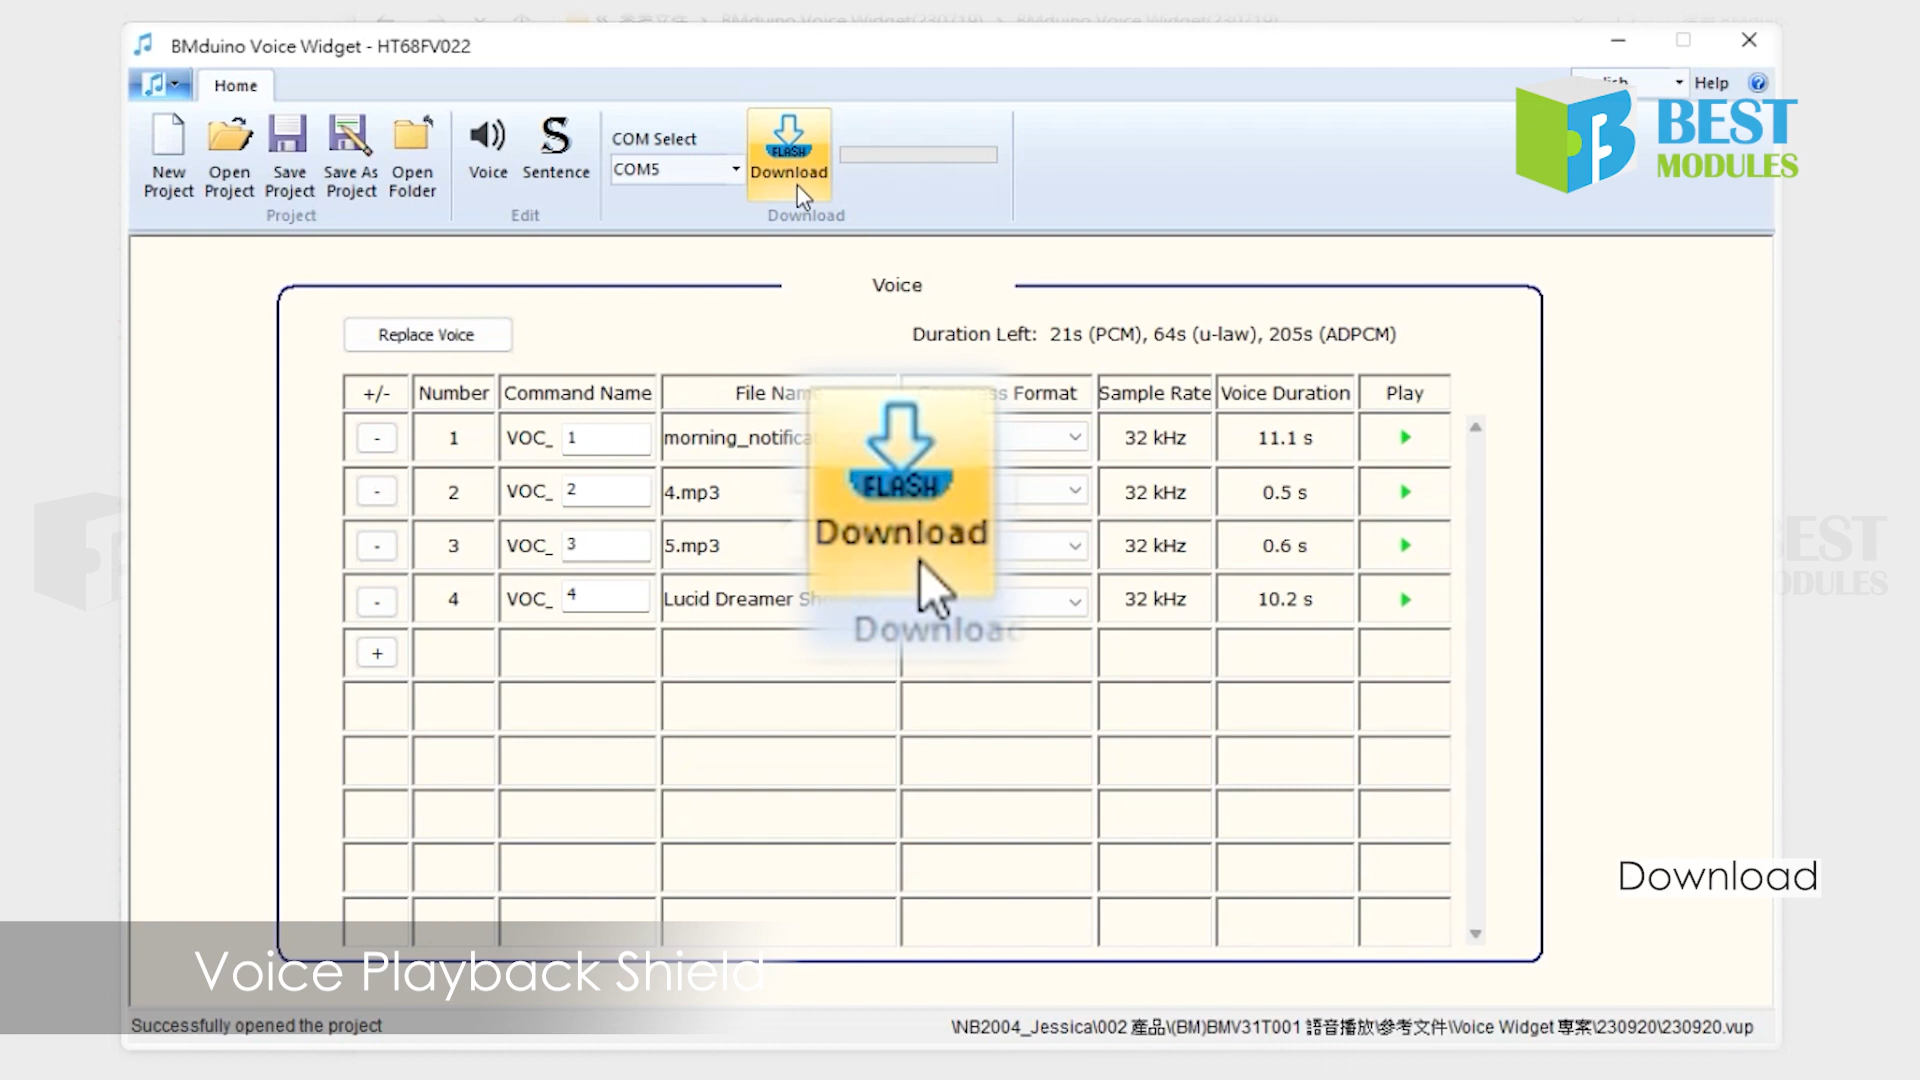 BMduino Voice Widget - HT68FV022
Home
Help
BEST
MODULES
New Project
Open Project
Save Project
Save As Project
Open Folder
Project
Voice
Sentence
Edit
COM Select
COM5
FLASH
Download
Download
Voice
Replace Voice
Duration Left: 21s (PCM), 64s (u-law), 205s (ADPCM)
+/- Number Command Name File Name Format Sample Rate Voice Duration Play
- 1 VOC_ 1 morning_notifica 32 kHz 11.1 s
- 2 VOC_ 2 4.mp3 32 kHz 0.5 s
- 3 VOC_ 3 5.mp3 32 kHz 0.6 s
- 4 VOC_ 4 Lucid Dreamer 32 kHz 10.2 s
+
FLASH
Download
Download
BEST
MODULES
Download
Voice Playback Shield
Successfully opened the project
\NB2004_Jessica\002 產品\(BM)BMV31T001 語音播放\參考文件\Voice Widget 專案\230920\230920.vup